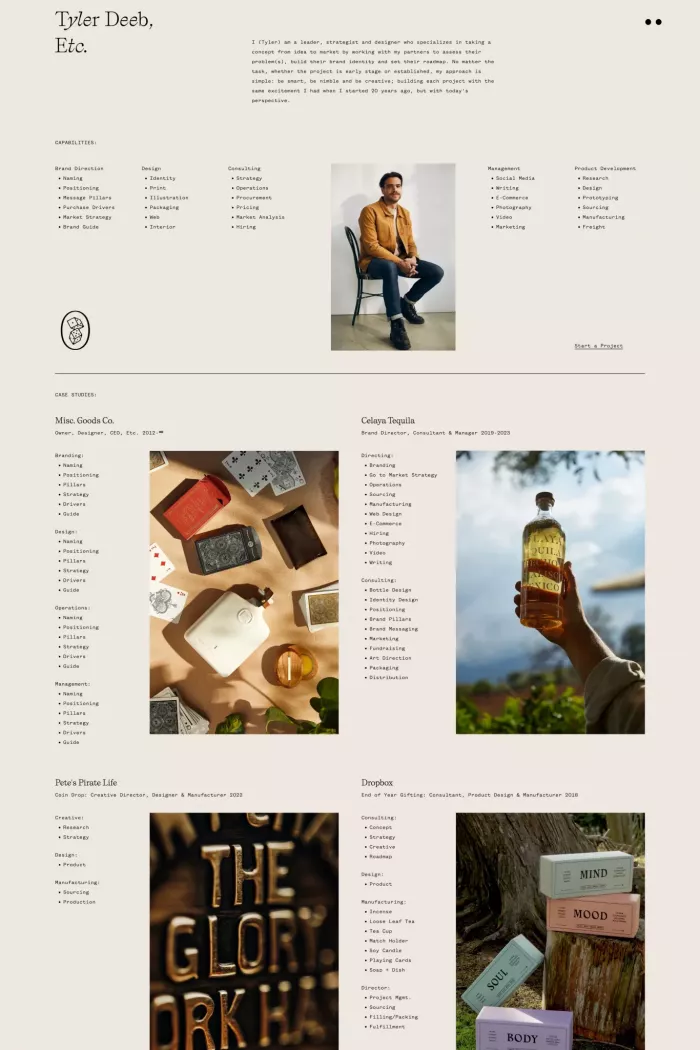 Tyler Deeb,
Etc.
I (Tyler) am a leader, strategist and designer who specializes in taking a
concept from idea to market by working with my partners to assess their
problem(s), build their brand identity and set their roadmap. No matter the
task, whether the project is early stage or established, my approach is
simple: be smart, be nimble and be creative; building each project with the
same excitement I had when I started 20 years ago, but with today's
perspective.
CAPABILITIES:
Brand Direction
• Naming
• Positioning
• Message Pillars
• Purchase Drivers
• Market Strategy
• Brand Guide
Design
• Identity
• Print
• Illustration
• Packaging
• Web
• Interior
Consulting
• Strategy
• Operations
• Procurement
• Pricing
• Market Analysis
• Hiring
Management
• Social Media
• Writing
• E-Commerce
• Photography
• Video
• Marketing
Product Development
• Research
• Design
• Prototyping
• Sourcing
• Manufacturing
• Freight
Start a Project
CASE STUDIES:
Misc. Goods Co.
Owner, Designer, CEO, Etc. 2012-∞
Branding:
• Naming
• Positioning
• Pillars
• Strategy
• Drivers
• Guide
Design:
• Naming
• Positioning
• Pillars
• Strategy
• Drivers
• Guide
Operations:
• Naming
• Positioning
• Pillars
• Strategy
• Drivers
• Guide
Management:
• Naming
• Positioning
• Pillars
• Strategy
• Drivers
• Guide
Celaya Tequila
Brand Director, Consultant & Manager 2019-2023
Directing:
• Branding
• Go to Market Strategy
• Operations
• Sourcing
• Manufacturing
• Web Design
• E-Commerce
• Hiring
• Photography
• Video
• Writing
Consulting:
• Bottle Design
• Identity Design
• Positioning
• Brand Pillars
• Brand Messaging
• Marketing
• Fundraising
• Art Direction
• Packaging
• Distribution
Pete's Pirate Life
Coin Drop: Creative Director, Designer & Manufacturer 2022
Creative:
• Research
• Strategy
Design:
• Product
Manufacturing:
• Sourcing
• Production
THE
GLORY
Dropbox
End of Year Gifting: Consultant, Product Design & Manufacturer 2018
Consulting:
• Concept
• Strategy
• Creative
• Roadmap
Design:
• Product
Manufacturing:
• Incense
• Loose Leaf Tea
• Tea Cup
• Match Holder
• Soy Candle
• Playing Cards
• Soap + Dish
Director:
• Project Mgmt.
• Sourcing
• Filling/Packing
• Fulfillment
MIND
MOOD
SOUL
BODY